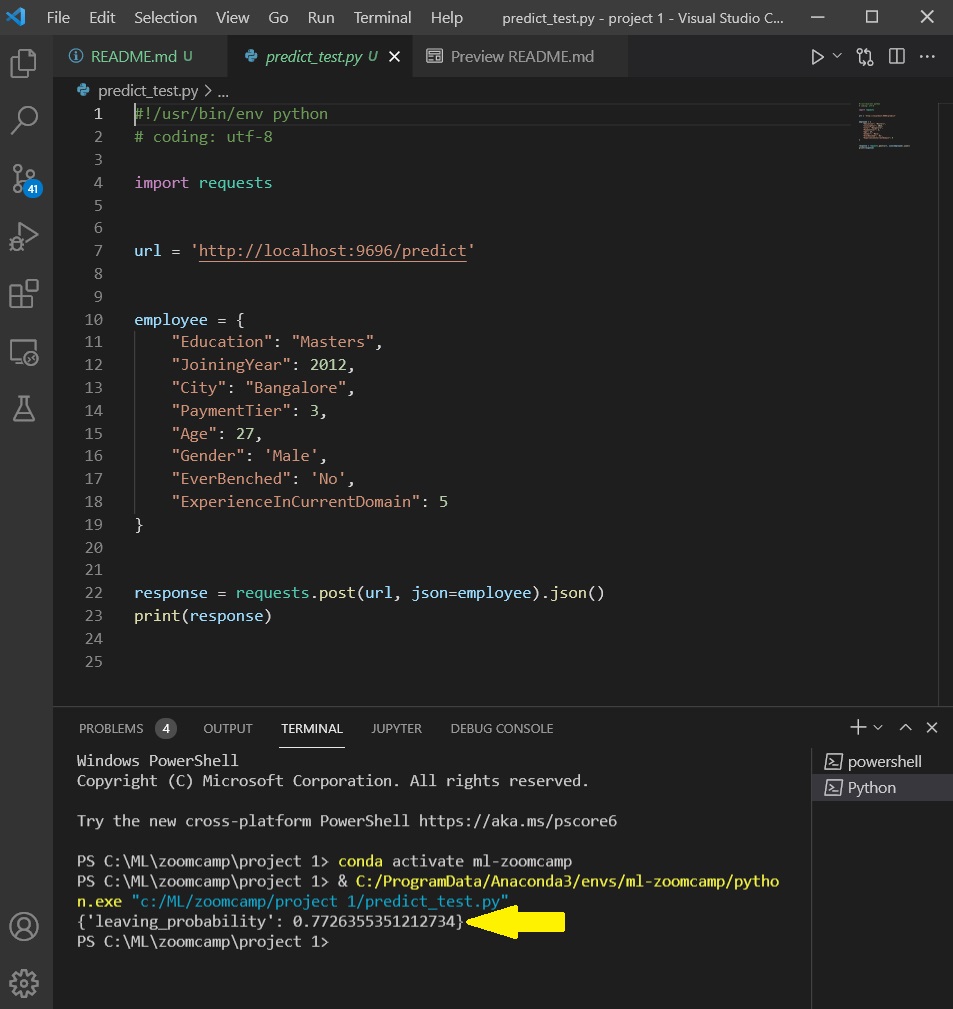 File Edit Selection View Go Run Terminal Help predict_test.py - project 1 - Visual Studio C...
README.md U predict_test.py U Preview README.md
predict_test.py > ...
1 #!/usr/bin/env python
2 # coding: utf-8
3
4 import requests
5
6
7 url = 'http://localhost:9696/predict'
8
9
10 employee = {
11 "Education": "Masters",
12 "JoiningYear": 2012,
13 "City": "Bangalore",
14 "PaymentTier": 3,
15 "Age": 27,
16 "Gender": 'Male',
17 "EverBenched": 'No',
18 "ExperienceInCurrentDomain": 5
19 }
20
21
22 response = requests.post(url, json=employee).json()
23 print(response)
24
25
41
PROBLEMS 4 OUTPUT TERMINAL JUPYTER DEBUG CONSOLE
Windows PowerShell
Copyright (C) Microsoft Corporation. All rights reserved.
Try the new cross-platform PowerShell https://aka.ms/pscore6
PS C:\ML\zoomcamp\project 1> conda activate ml-zoomcamp
PS C:\ML\zoomcamp\project 1> & C:/ProgramData/Anaconda3/envs/ml-zoomcamp/pytho
n.exe "c:/ML/zoomcamp/project 1/predict_test.py"
{'leaving_probability': 0.7726355351212734}
PS C:\ML\zoomcamp\project 1>
powershell
Python